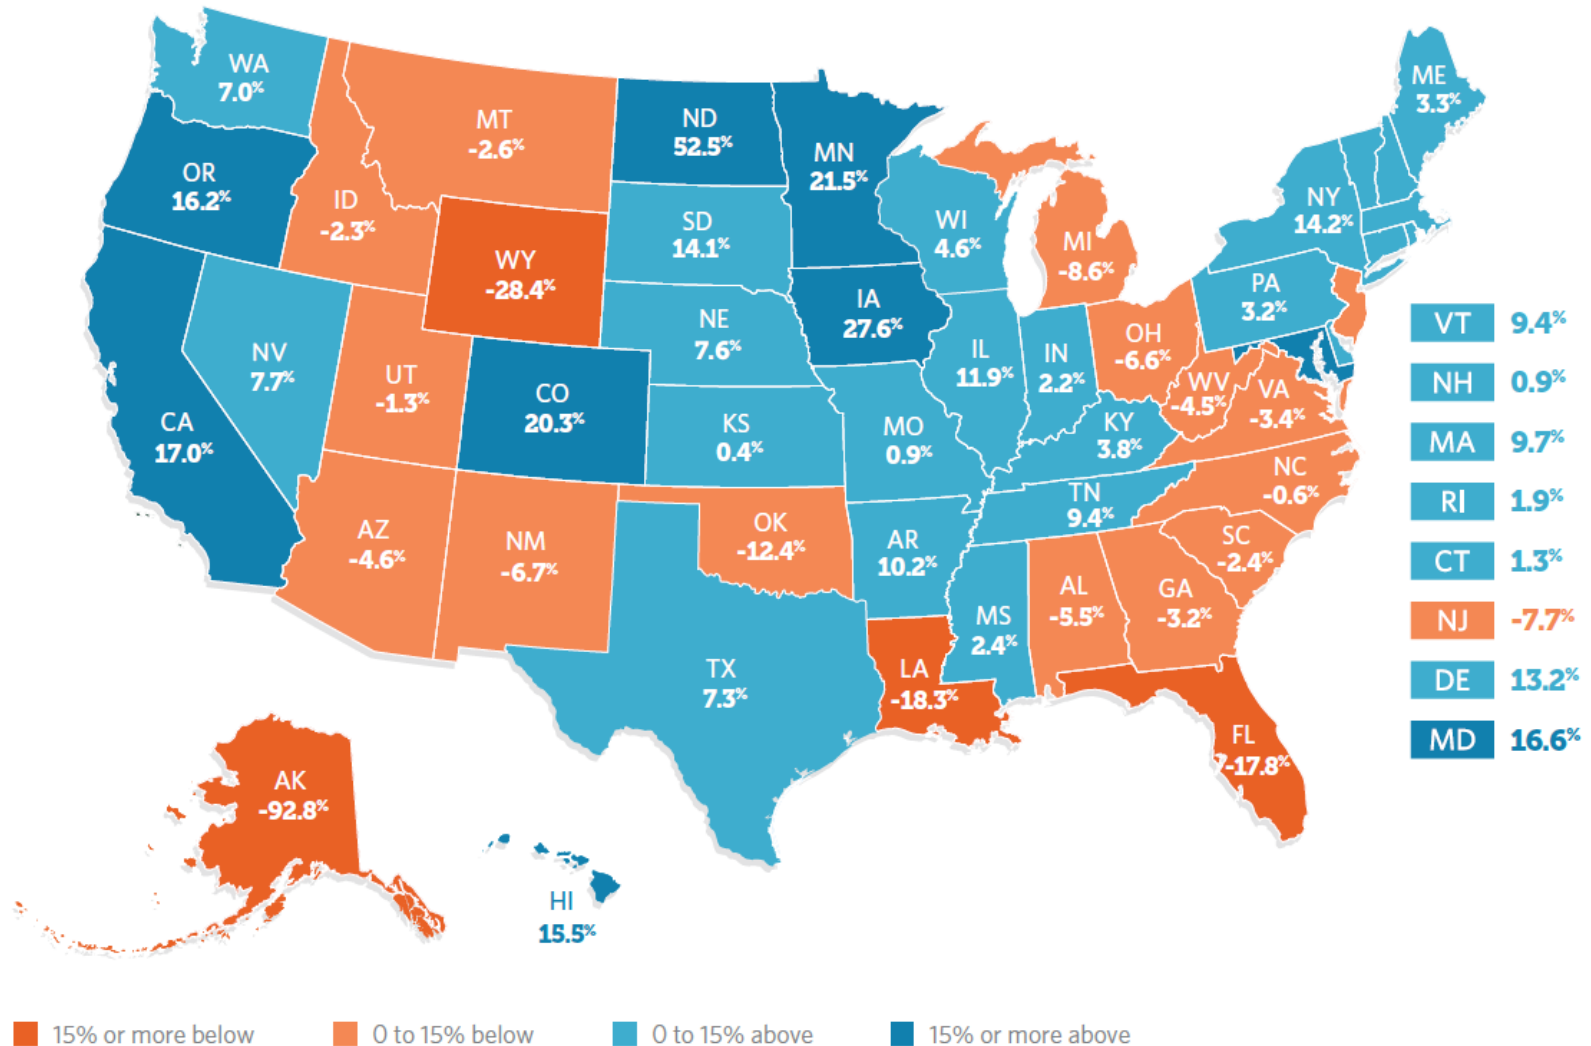 WA
7.0%
MT
-2.6%
ND
52.5%
MN
21.5%
ME
3.3%
OR
16.2%
ID
-2.3%
WY
-28.4%
SD
14.1%
WI
4.6%
MI
-8.6%
NY
14.2%
PA
3.2%
IA
27.6%
NE
7.6%
NV
7.7%
UT
-1.3%
CO
20.3%
IL
11.9%
IN
2.2%
OH
-6.6%
WV
-4.5%
VA
-3.4%
CA
17.0%
KS
0.4%
MO
0.9%
KY
3.8%
NC
-0.6%
TN
9.4%
AZ
-4.6%
NM
-6.7%
OK
-12.4%
AR
10.2%
SC
-2.4%
MS
2.4%
AL
-5.5%
GA
-3.2%
TX
7.3%
LA
-18.3%
FL
7-17.8%
AK
-92.8%
HI
15.5%
VT 9.4%
NH 0.9%
MA 9.7%
RI 1.9%
CT 1.3%
NJ -7.7%
DE 13.2%
MD 16.6%
15% or more below
0 to 15% below
0 to 15% above
15% or more above